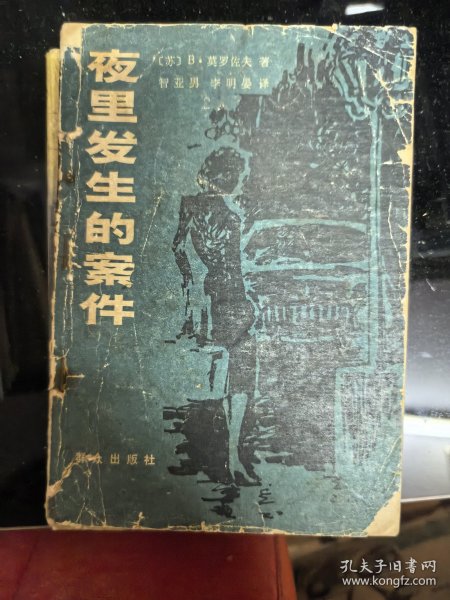 〔苏〕B·莫罗佐夫 著
智亚男 李明晏 译
夜里发生的案件
群众出版社
孔夫子旧书网
www.kongfz.com